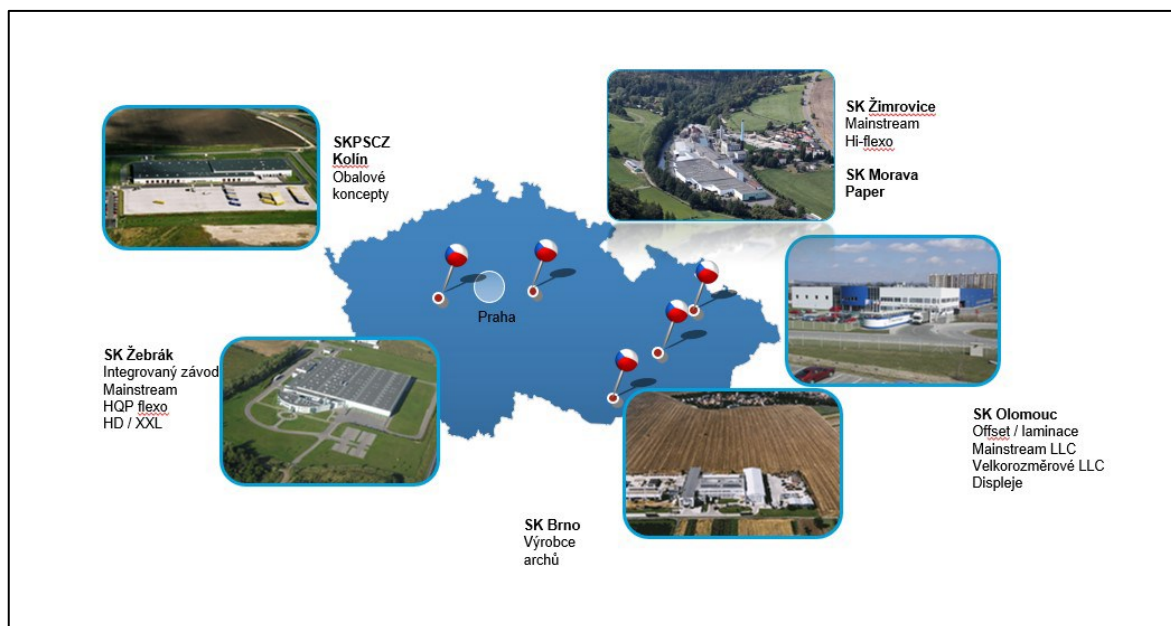 SKPSCZ
Kolín
Obalové
koncepty
SK Žimrovice
Mainstream
Hi-flexo
SK Morava
Paper
Praha
SK Žebrák
Integrovaný závod
Mainstream
HQP flexo
HD / XXL
SK Olomouc
Offset / laminace
Mainstream LLC
Velkorozměrové LLC
Displeje
SK Brno
Výrobce
archů